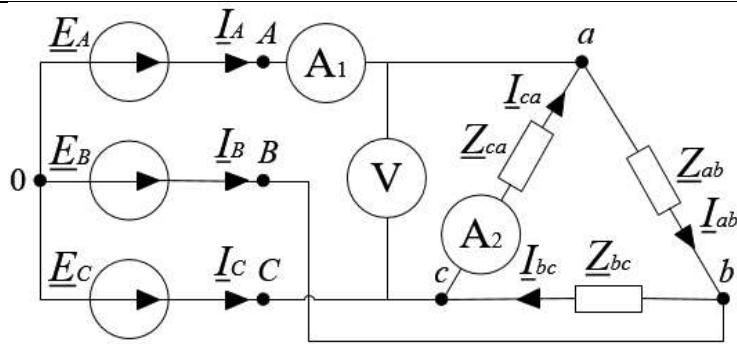 E_A I_A A A₁ a
I_ca
Z_ca
E_B I_B B V Z_ab
0
A₂ I_ab
E_C I_C C c I_bc Z_bc b